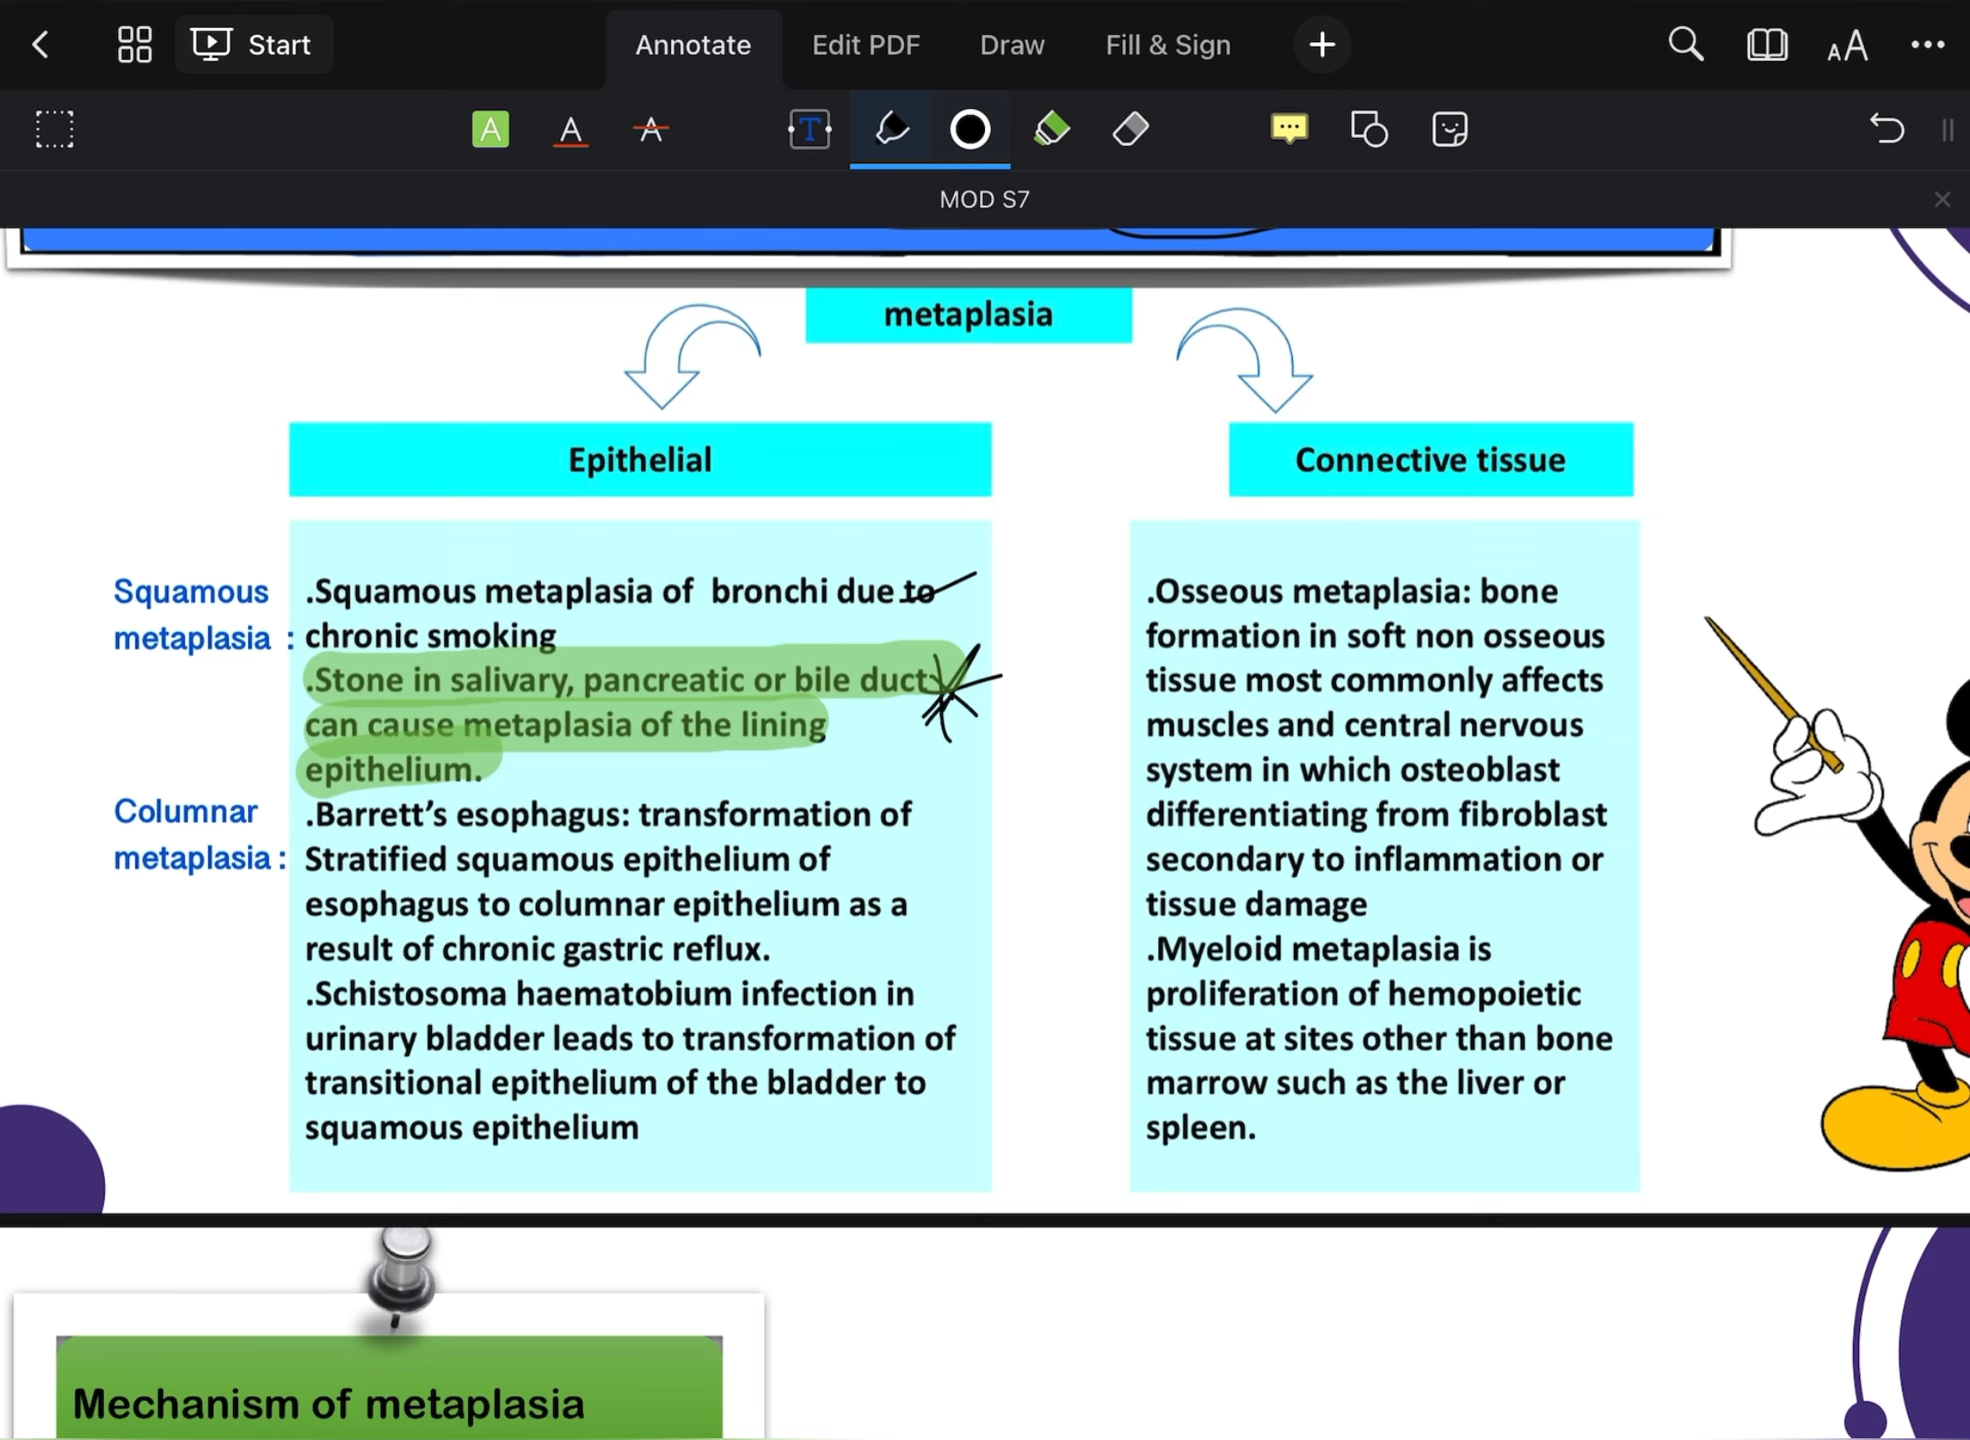 Start
Annotate
Edit PDF
Draw
Fill & Sign
AA
A
A
A
T
MOD S7
metaplasia
Epithelial
Connective tissue
Squamous
metaplasia :
.Squamous metaplasia of bronchi due to
chronic smoking
.Stone in salivary, pancreatic or bile duct
can cause metaplasia of the lining
epithelium.
Columnar
metaplasia :
.Barrett’s esophagus: transformation of
Stratified squamous epithelium of
esophagus to columnar epithelium as a
result of chronic gastric reflux.
.Schistosoma haematobium infection in
urinary bladder leads to transformation of
transitional epithelium of the bladder to
squamous epithelium
.Osseous metaplasia: bone
formation in soft non osseous
tissue most commonly affects
muscles and central nervous
system in which osteoblast
differentiating from fibroblast
secondary to inflammation or
tissue damage
.Myeloid metaplasia is
proliferation of hemopoietic
tissue at sites other than bone
marrow such as the liver or
spleen.
Mechanism of metaplasia